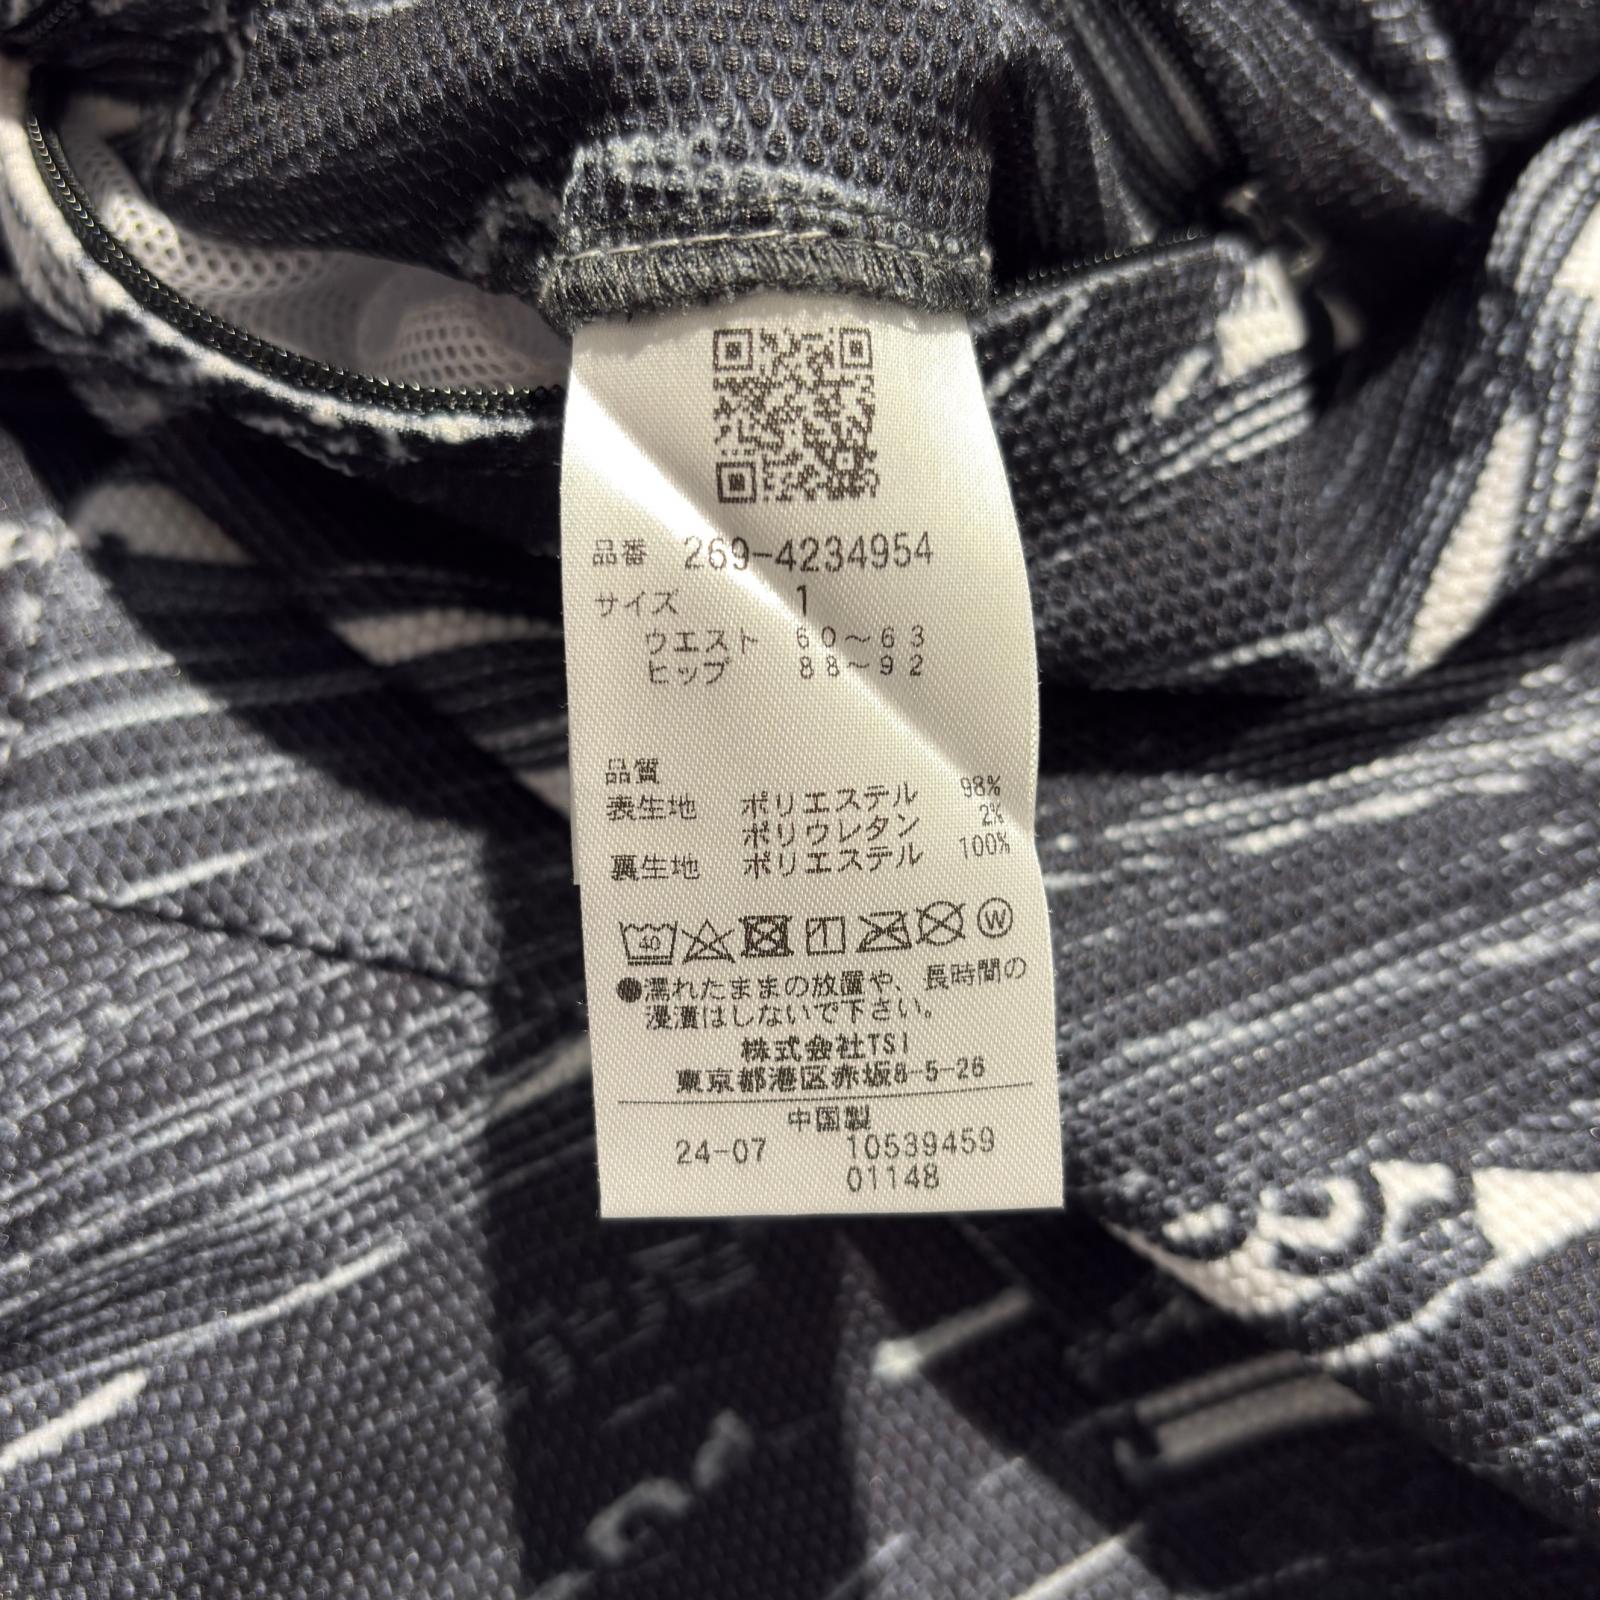 品番 269-4234954
サイズ 1
ウエスト 60～63
ヒップ 88～92
品質
表生地 ポリエステル 98%
ポリウレタン 2%
裏生地 ポリエステル 100%
40 W
●濡れたままの放置や、長時間の
浸漬はしないで下さい。
株式会社TSI
東京都港区赤坂8-5-26
中国製
24-07 10539459
01148